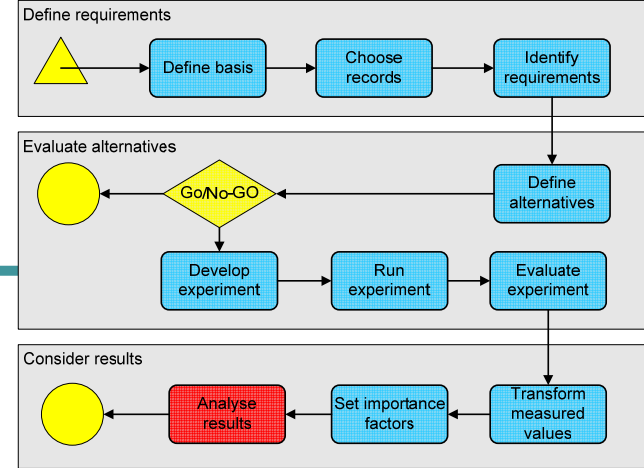 Define requirements
Define basis
Choose
records
Identify
requirements
Evaluate alternatives
Go/No-GO
Define
alternatives
Develop
experiment
Run
experiment
Evaluate
experiment
Consider results
Analyse
results
Set importance
factors
Transform
measured
values